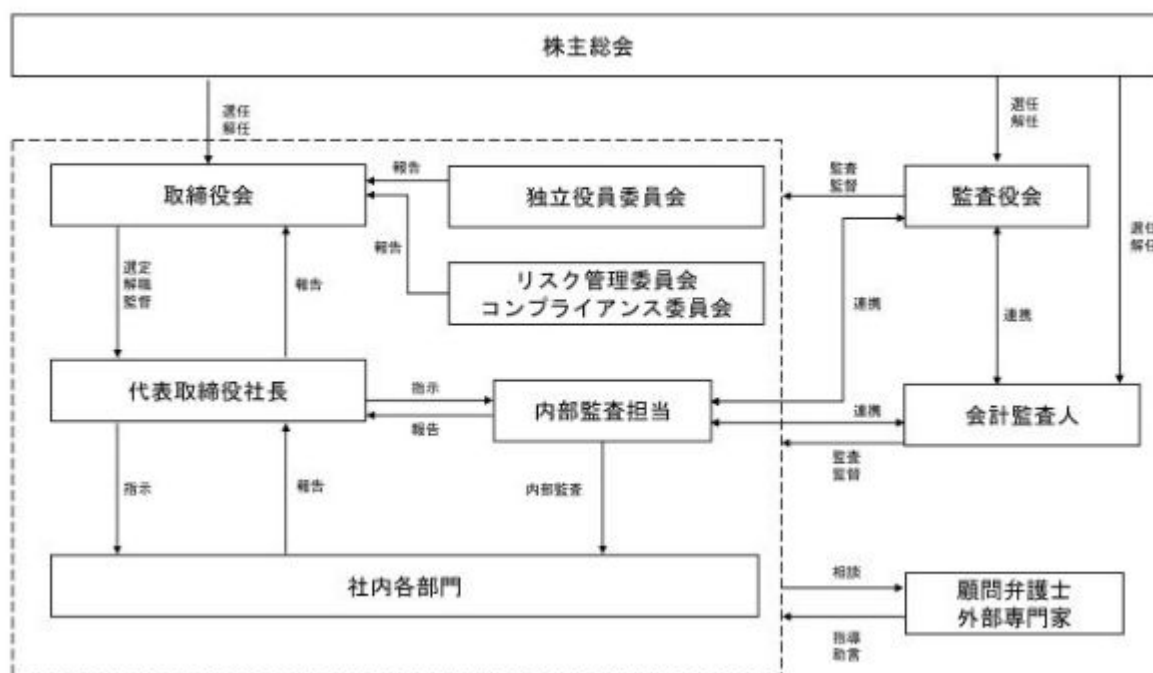 株主総会
選任
解任
選任
解任
選任
解任
取締役会
報告
独立役員委員会
監査
監督
監査役会
報告
リスク管理委員会
コンプライアンス委員会
選定
解職
監督
報告
連携
連携
代表取締役社長
指示
報告
内部監査担当
連携
会計監査人
監査
監督
指示
報告
内部監査
社内各部門
相談
顧問弁護士
外部専門家
指導
助言